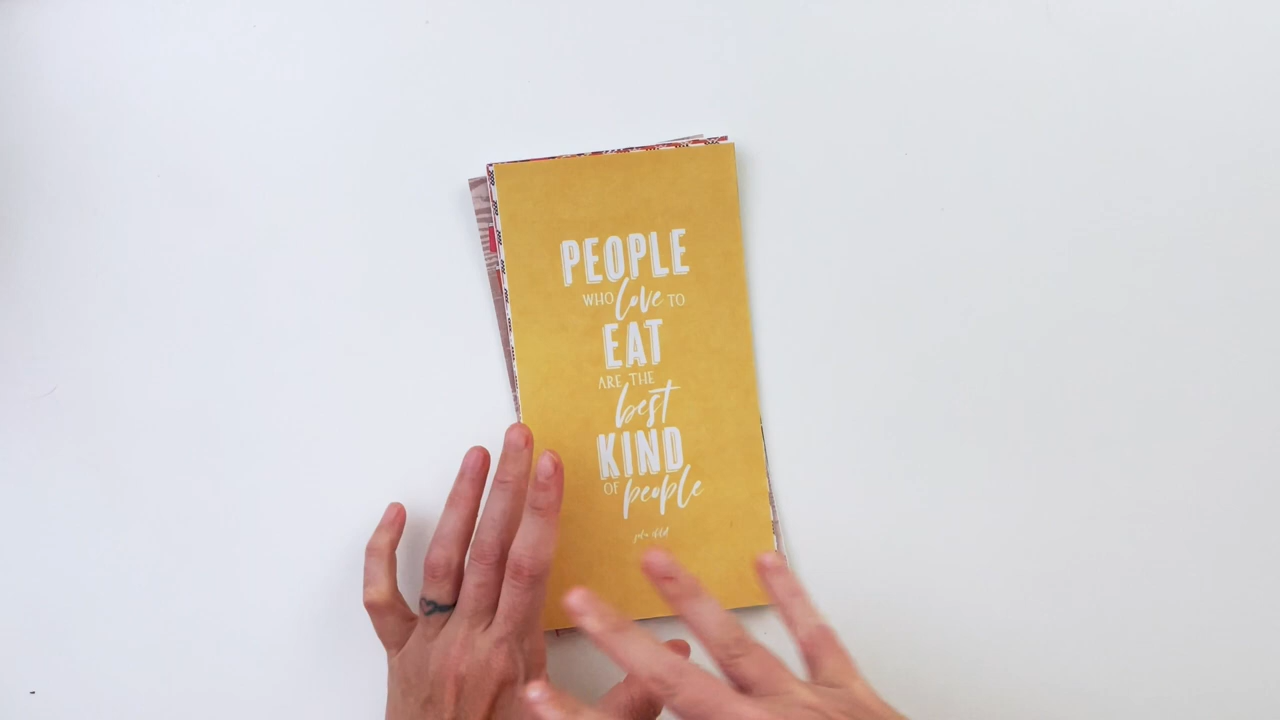 PEOPLE
WHO love TO
EAT
ARE THE
best
KIND
OF people